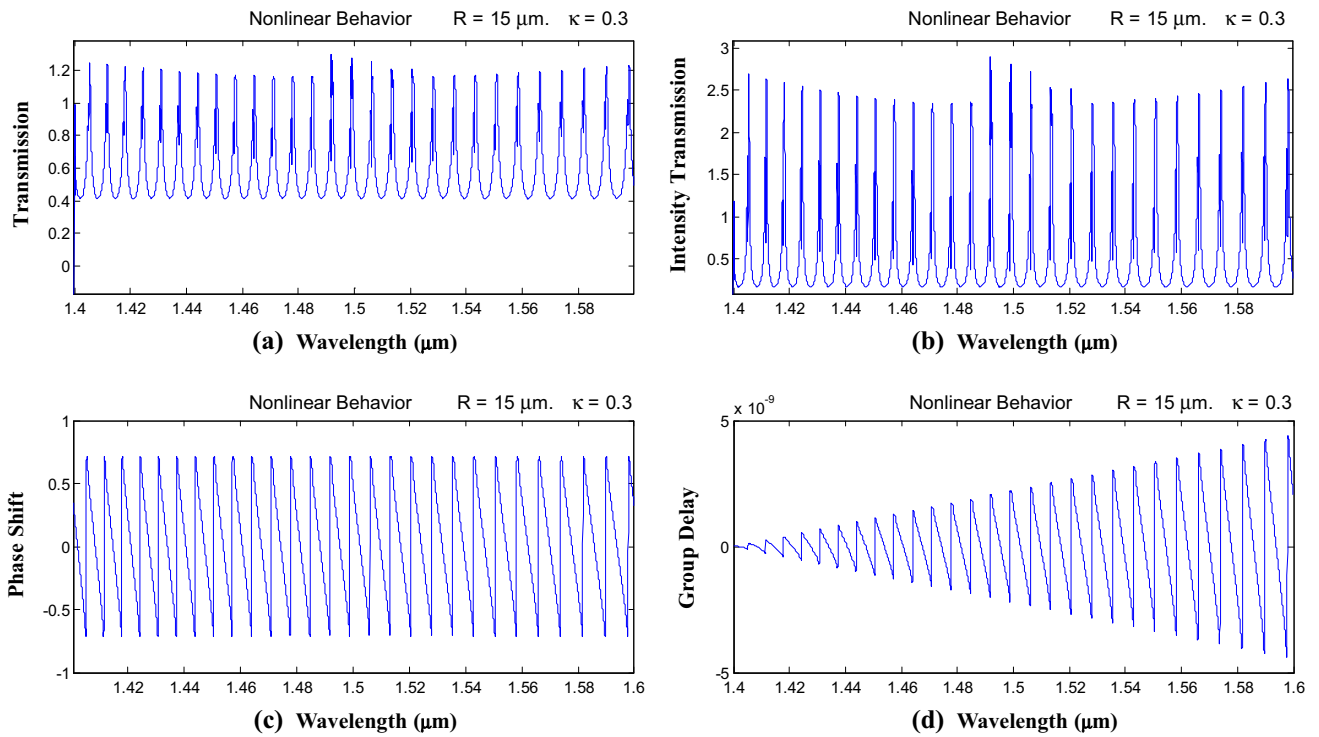 Nonlinear Behavior R = 15 μm. κ = 0.3
Transmission
1.2
1
0.8
0.6
0.4
0.2
0
1.4 1.42 1.44 1.46 1.48 1.5 1.52 1.54 1.56 1.58
(a) Wavelength (μm)
Nonlinear Behavior R = 15 μm. κ = 0.3
Intensity Transmission
3
2.5
2
1.5
1
0.5
1.4 1.42 1.44 1.46 1.48 1.5 1.52 1.54 1.56 1.58
(b) Wavelength (μm)
Nonlinear Behavior R = 15 μm. κ = 0.3
Phase Shift
1
0.5
0
-0.5
-1
1.42 1.44 1.46 1.48 1.5 1.52 1.54 1.56 1.58 1.6
(c) Wavelength (μm)
x 10⁻⁹
Nonlinear Behavior R = 15 μm. κ = 0.3
Group Delay
5
0
-5
1.4 1.42 1.44 1.46 1.48 1.5 1.52 1.54 1.56 1.58 1.6
(d) Wavelength (μm)